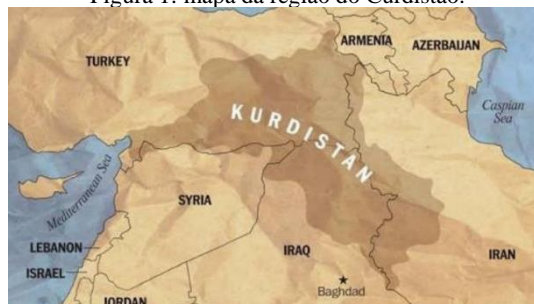 Figura 1: mapa da região do Curdistão.
ARMENIA
AZERBAIJAN
TURKEY
Caspian
Sea
KURDISTAN
Mediterranean Sea
SYRIA
LEBANON
IRAQ
IRAN
ISRAEL
Baghdad
JORDAN